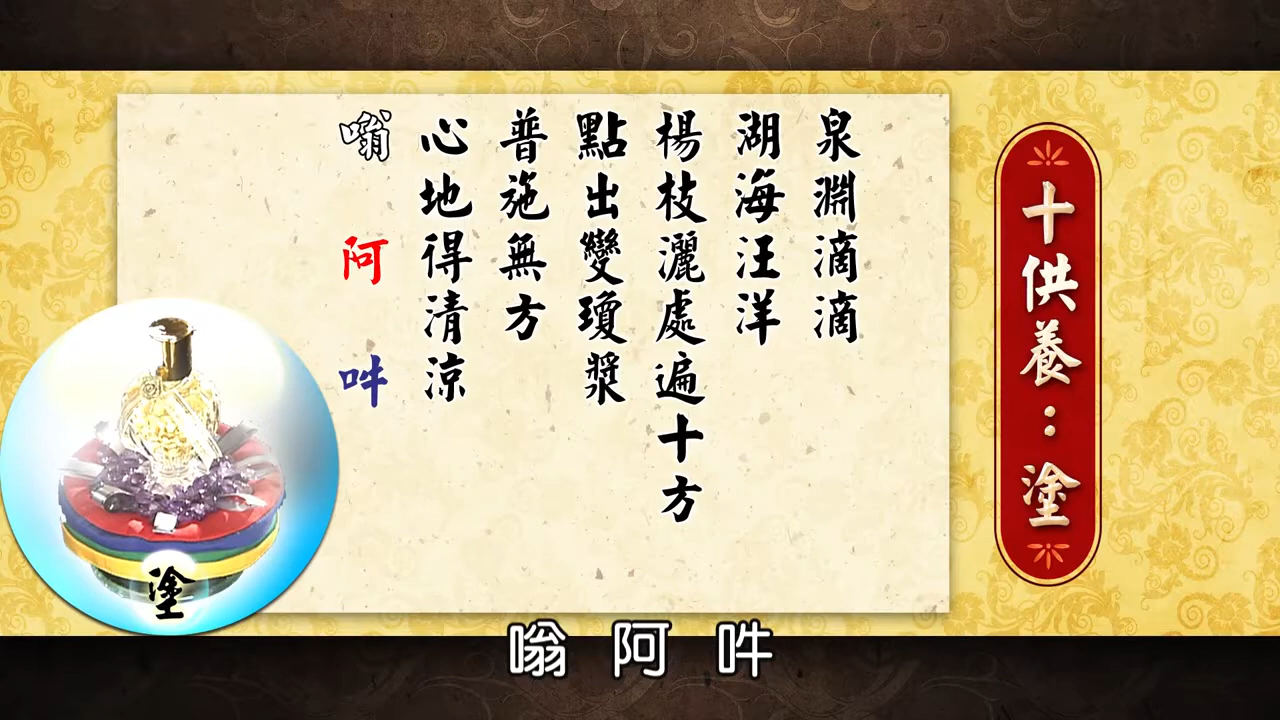 十供養：塗
泉淵滴滴
湖海汪洋
楊枝灑處遍十方
點出變瓊漿
普施無方
心地得清涼
嗡 阿 吽
塗
嗡 阿 吽